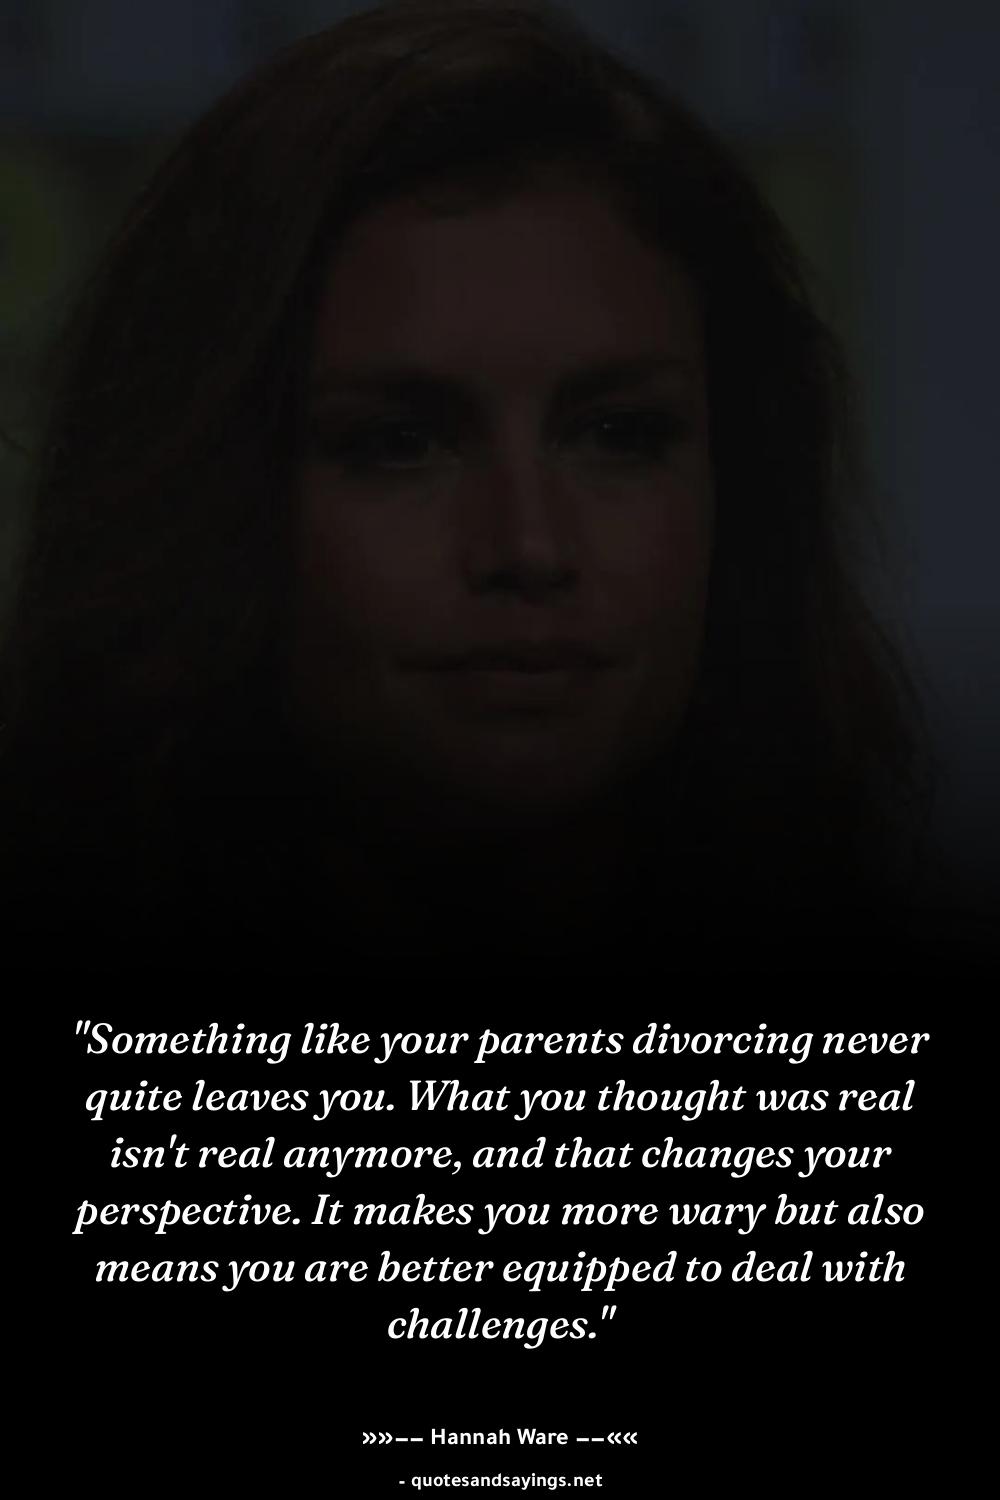 "Something like your parents divorcing never
quite leaves you. What you thought was real
isn't real anymore, and that changes your
perspective. It makes you more wary but also
means you are better equipped to deal with
challenges."
»»−− Hannah Ware −−««
- quotesandsayings.net